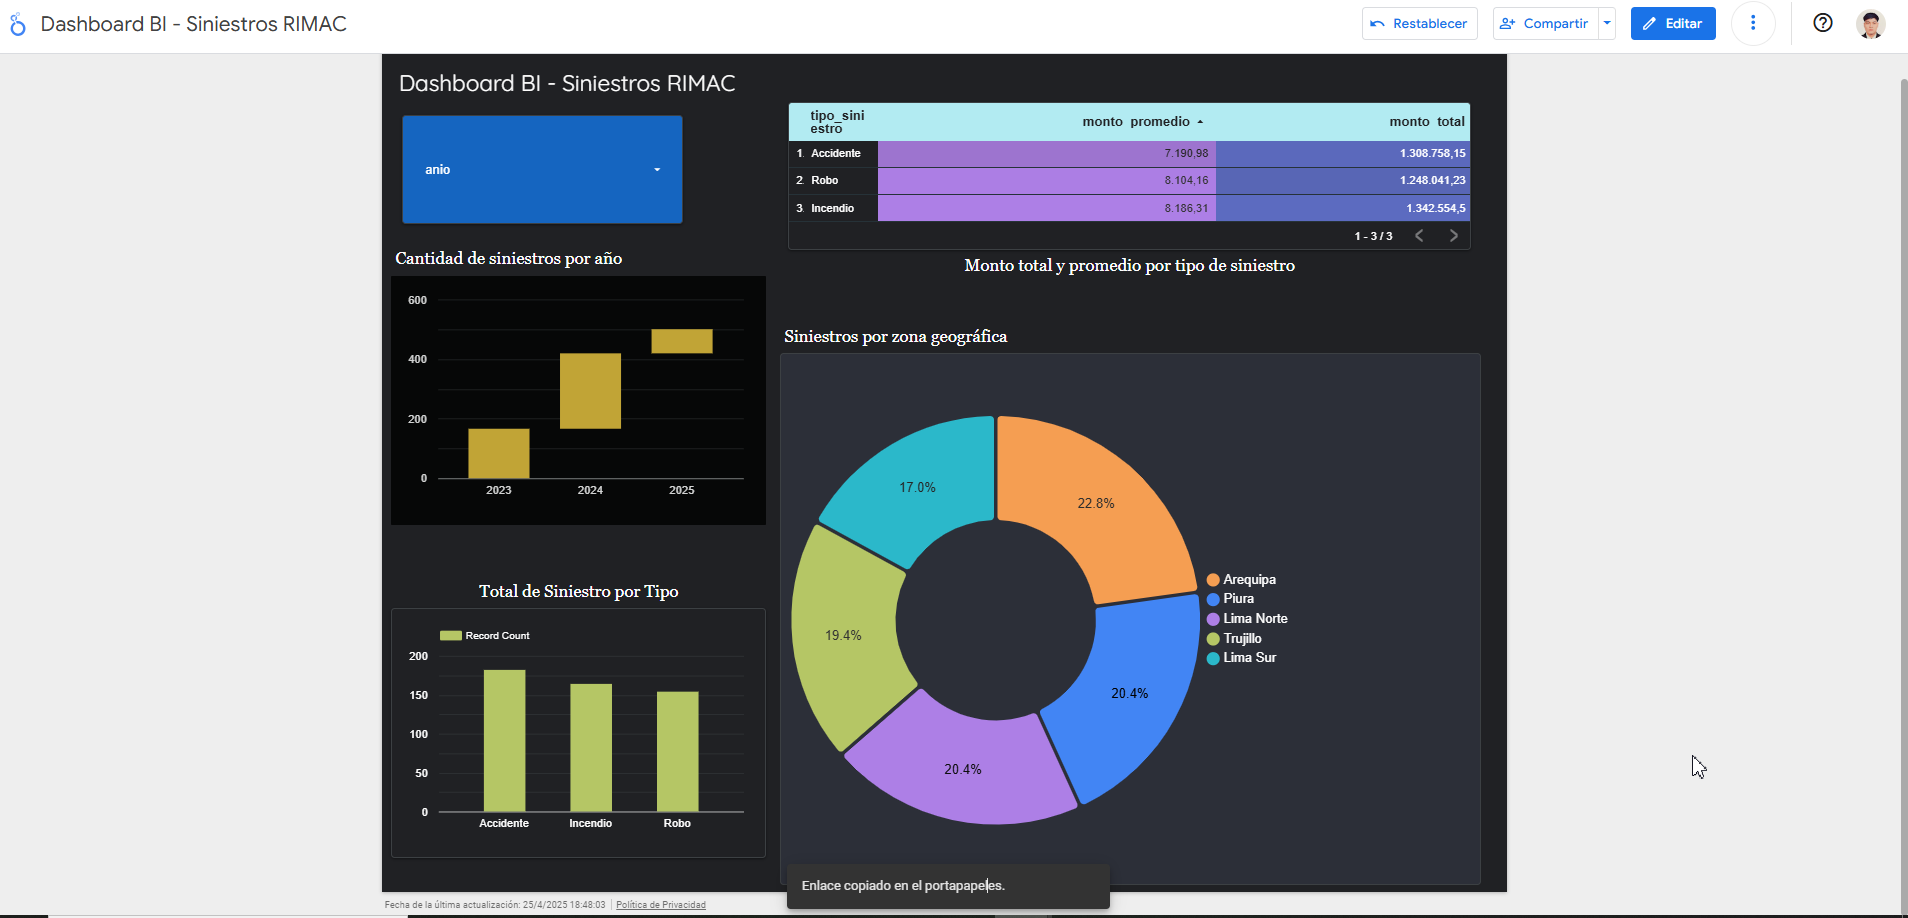 Dashboard BI - Siniestros RIMAC
Restablecer
Compartir
Editar
Dashboard BI - Siniestros RIMAC
anio
tipo_sini
estro
monto promedio
monto total
1. Accidente 7.190,98 1.308.758,15
2. Robo 8.104,16 1.248.041,23
3. Incendio 8.186,31 1.342.554,5
1 - 3 / 3
Monto total y promedio por tipo de siniestro
Cantidad de siniestros por año
600
400
200
0
2023 2024 2025
Total de Siniestro por Tipo
Record Count
200
150
100
50
0
Accidente Incendio Robo
Siniestros por zona geográfica
17.0%
22.8%
19.4%
20.4%
20.4%
Arequipa
Piura
Lima Norte
Trujillo
Lima Sur
Enlace copiado en el portapapeles.
Fecha de la última actualización: 25/4/2025 18:48:03 | Política de Privacidad